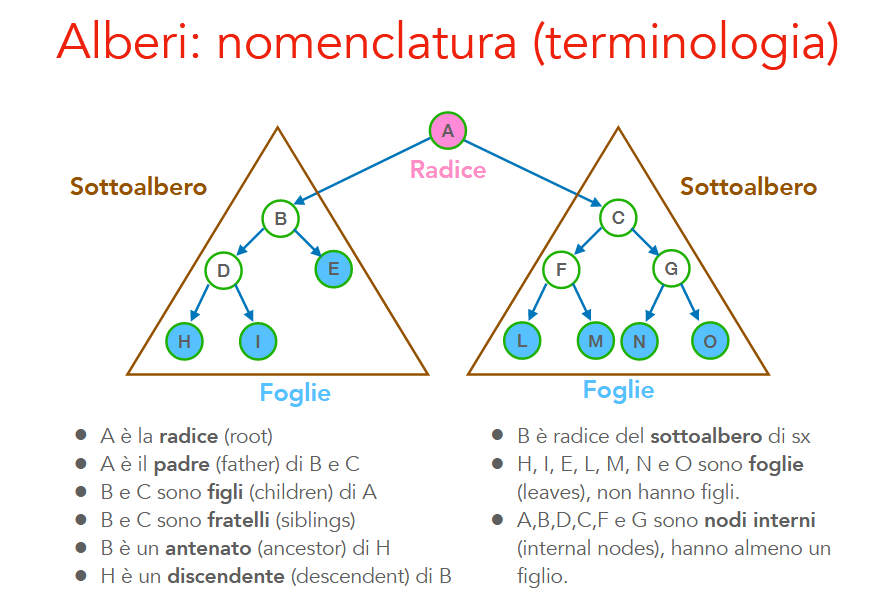 Alberi: nomenclatura (terminologia)
A
Radice
Sottoalbero
Sottoalbero
B
C
D
E
F
G
H
I
L
M
N
O
Foglie
Foglie
● A è la radice (root)
● A è il padre (father) di B e C
● B e C sono figli (children) di A
● B e C sono fratelli (siblings)
● B è un antenato (ancestor) di H
● H è un discendente (descendent) di B
● B è radice del sottoalbero di sx
● H, I, E, L, M, N e O sono foglie
(leaves), non hanno figli.
● A,B,D,C,F e G sono nodi interni
(internal nodes), hanno almeno un
figlio.